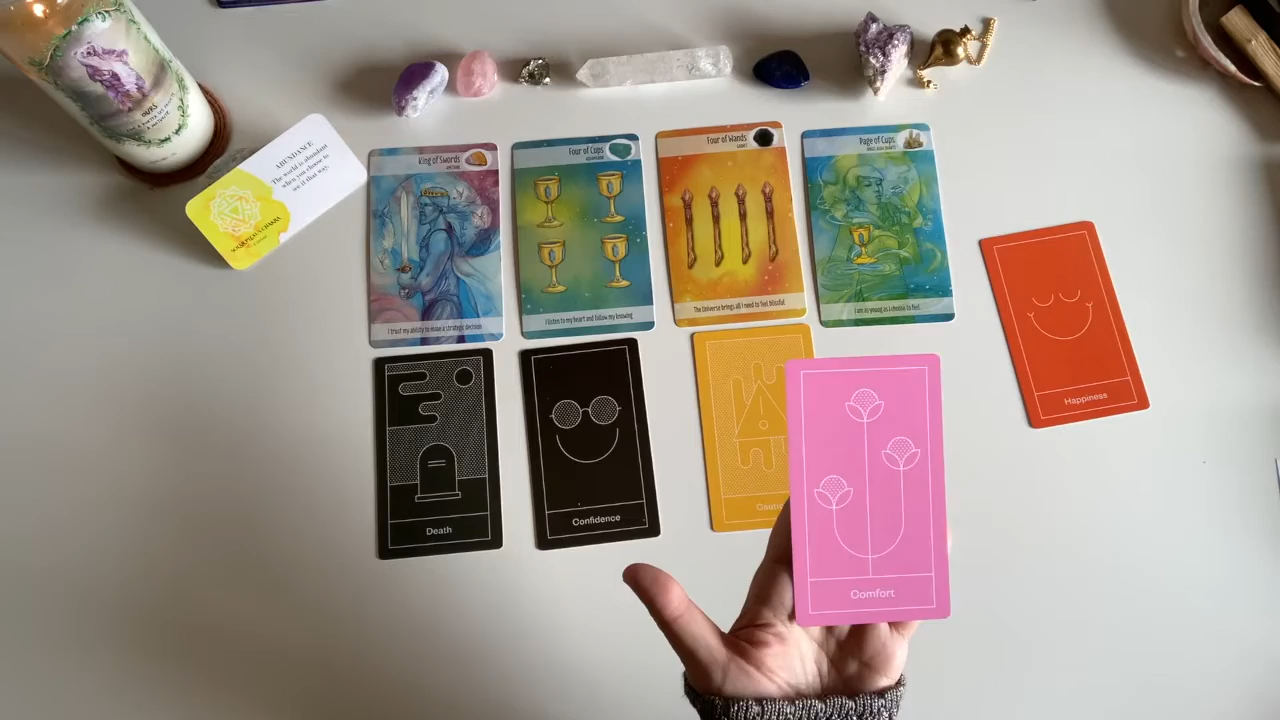 OURS
ABUNDANCE
The world is abundant
when you choose to
see it that way.
King of Swords
I trust my ability to make a strategic decision
Four of Cups
I listen to my heart and follow my knowing
Four of Wands
The Universe brings all I need to feel blissful
Page of Cups
I am as young as I choose to feel.
Happiness
Death
Confidence
Cautio
Comfort